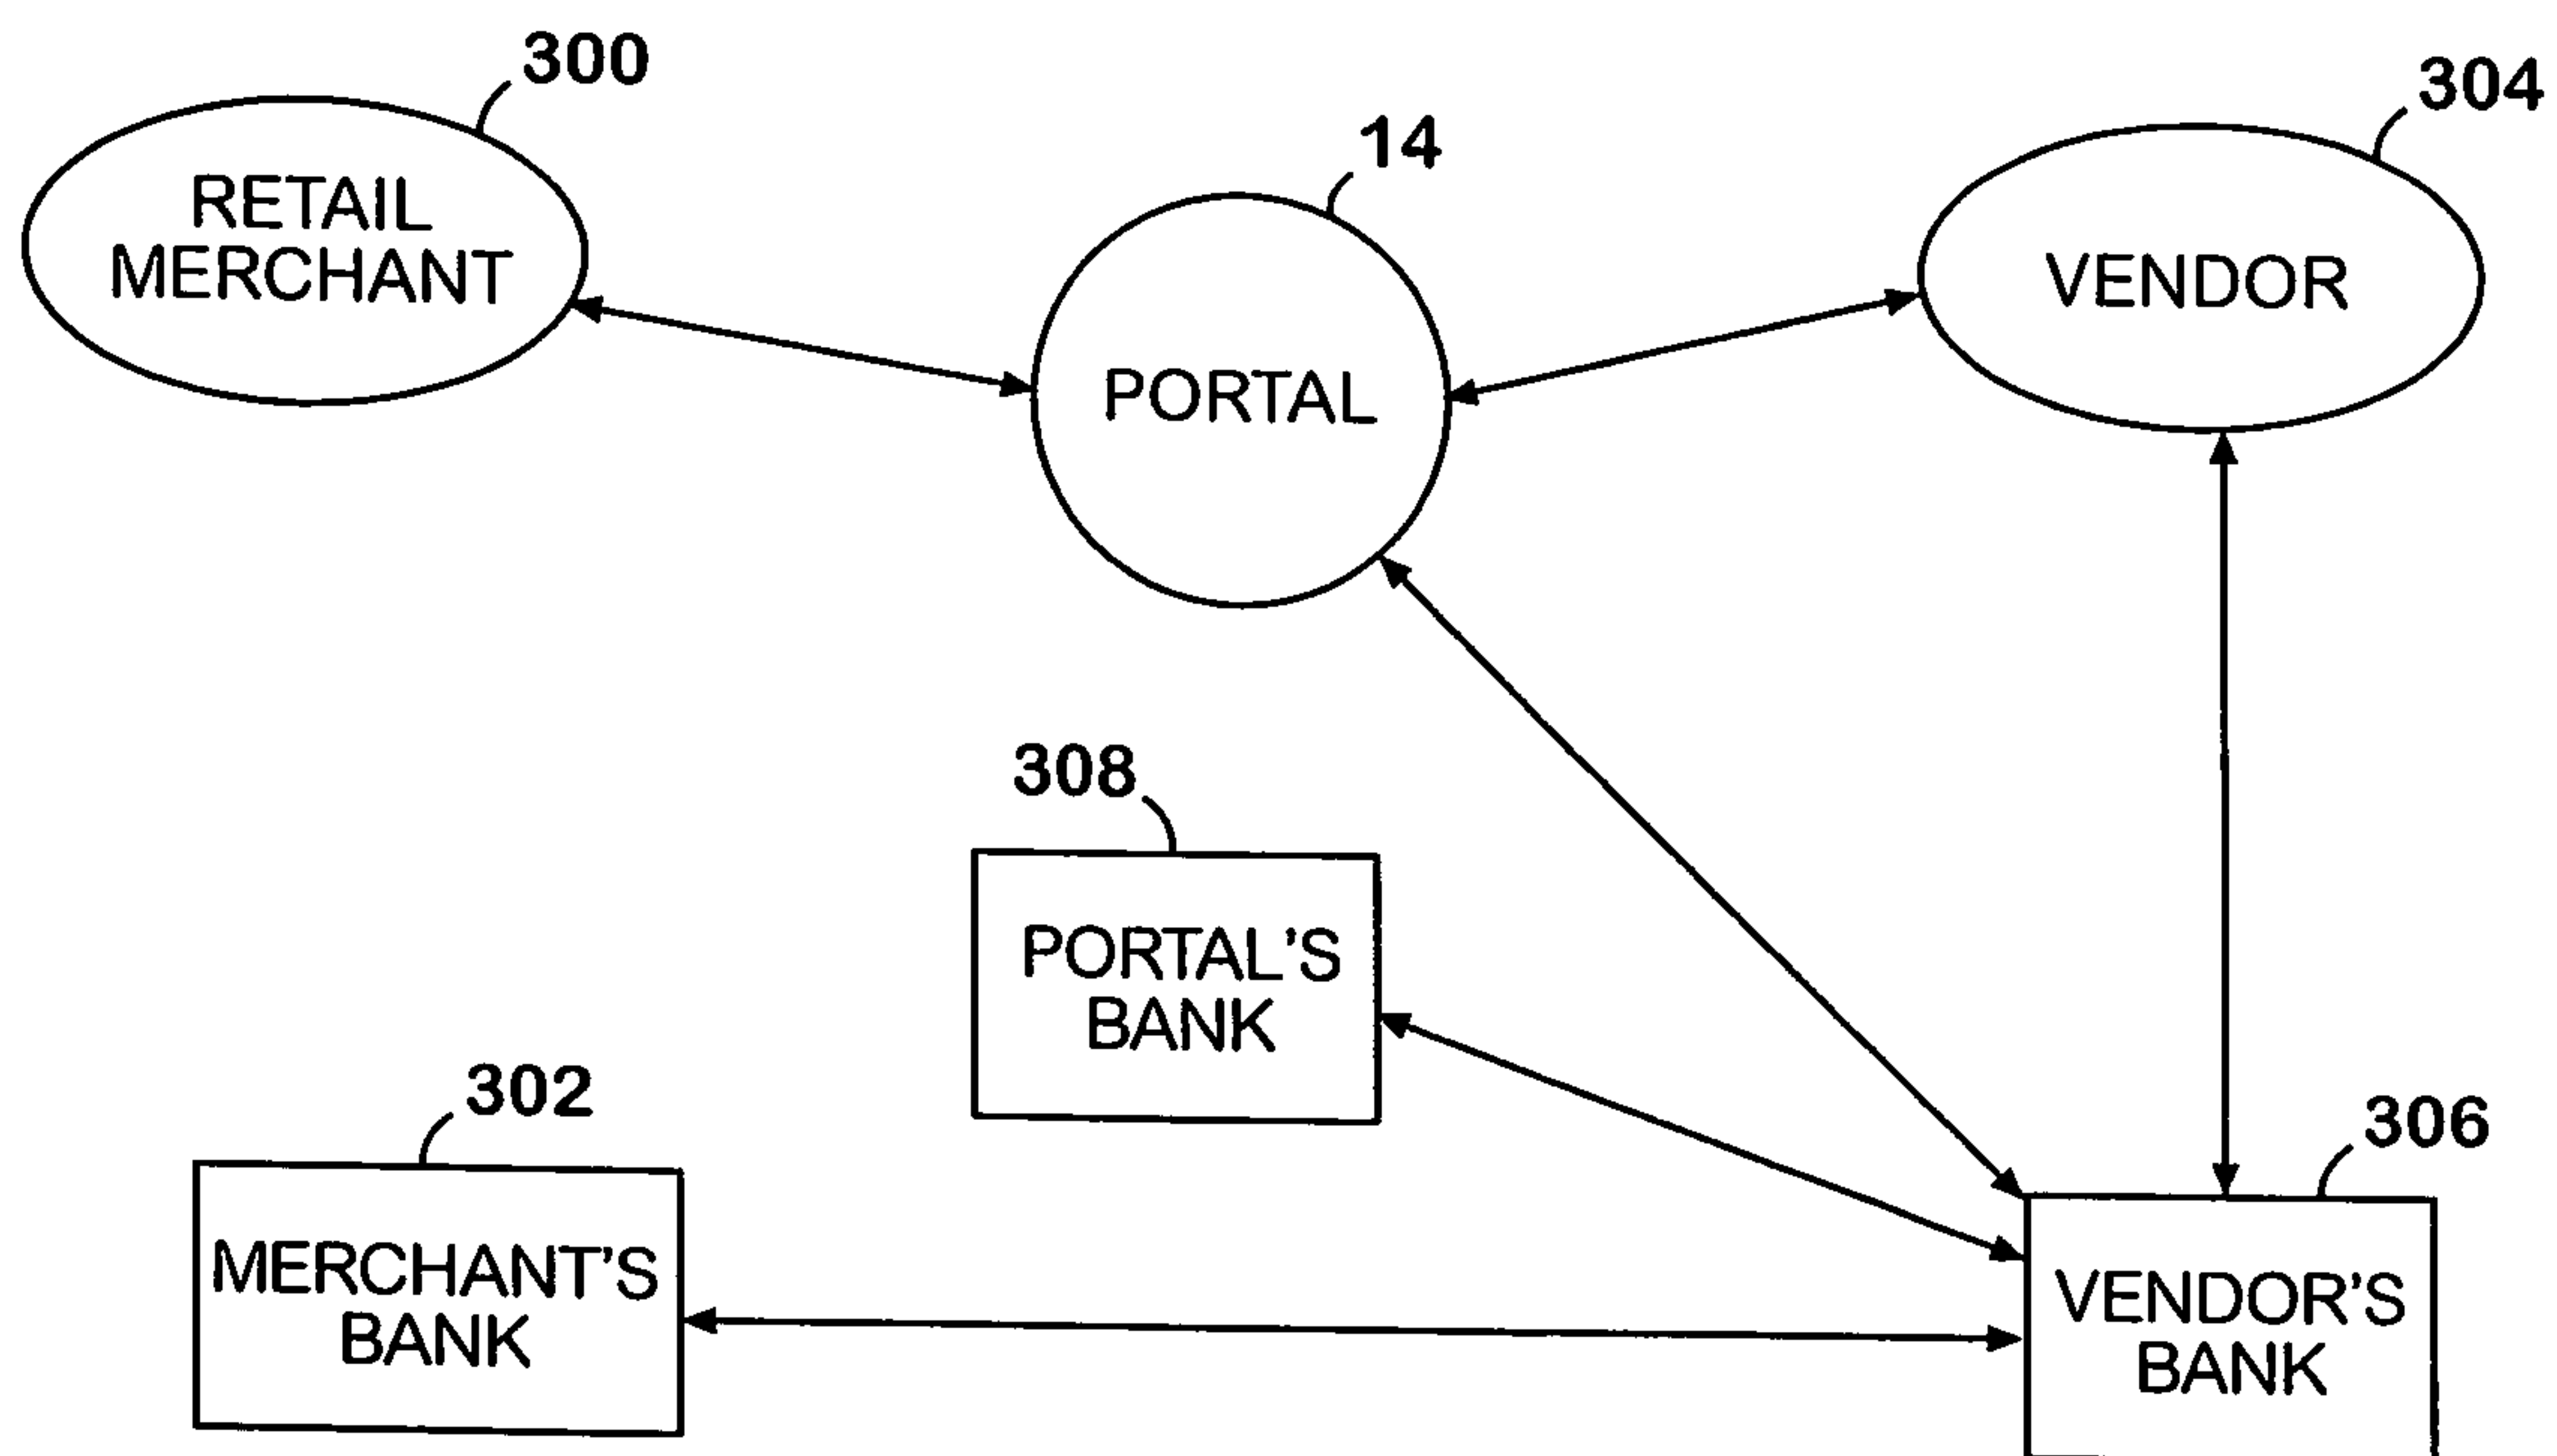 300
304
14
RETAIL
MERCHANT
VENDOR
PORTAL
308
PORTAL'S
BANK
302
306
MERCHANT'S
BANK
VENDOR'S
BANK